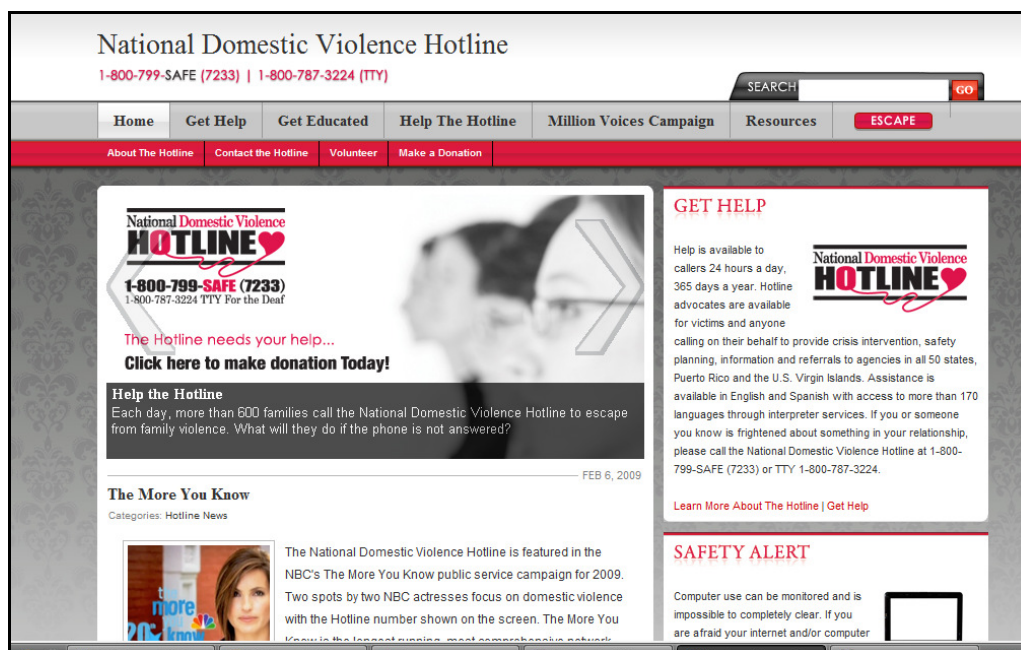 National Domestic Violence Hotline
1-800-799-SAFE (7233) | 1-800-787-3224 (TTY)
SEARCH
GO
Home
Get Help
Get Educated
Help The Hotline
Million Voices Campaign
Resources
ESCAPE
About The Hotline
Contact the Hotline
Volunteer
Make a Donation
National Domestic Violence
HOTLINE
1-800-799-SAFE (7233)
1-800-787-3224 TTY For the Deaf
The Hotline needs your help...
Click here to make donation Today!
Help the Hotline
Each day, more than 600 families call the National Domestic Violence Hotline to escape
from family violence. What will they do if the phone is not answered?
FEB 6, 2009
The More You Know
Categories: Hotline News
the
more
know
The National Domestic Violence Hotline is featured in the
NBC's The More You Know public service campaign for 2009.
Two spots by two NBC actresses focus on domestic violence
with the Hotline number shown on the screen. The More You
Know is the longest running, most comprehensive network
GET HELP
National Domestic Violence
HOTLINE
Help is available to
callers 24 hours a day,
365 days a year. Hotline
advocates are available
for victims and anyone
calling on their behalf to provide crisis intervention, safety
planning, information and referrals to agencies in all 50 states,
Puerto Rico and the U.S. Virgin Islands. Assistance is
available in English and Spanish with access to more than 170
languages through interpreter services. If you or someone
you know is frightened about something in your relationship,
please call the National Domestic Violence Hotline at 1-800-
799-SAFE (7233) or TTY 1-800-787-3224.
Learn More About The Hotline | Get Help
SAFETY ALERT
Computer use can be monitored and is
impossible to completely clear. If you
are afraid your internet and/or computer